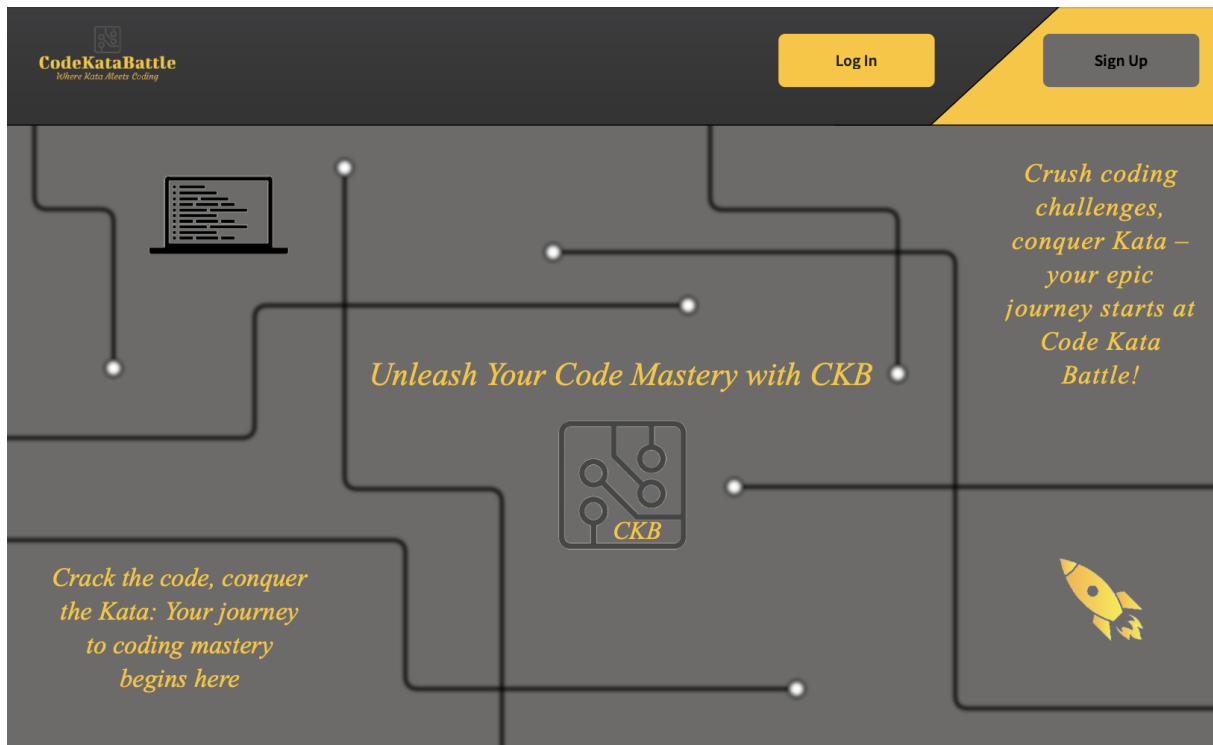 CodeKataBattle
Where Kata Meets Coding
Log In
Sign Up
Crush coding
challenges,
conquer Kata –
your epic
journey starts at
Code Kata
Battle!
Unleash Your Code Mastery with CKB
CKB
Crack the code, conquer
the Kata: Your journey
to coding mastery
begins here